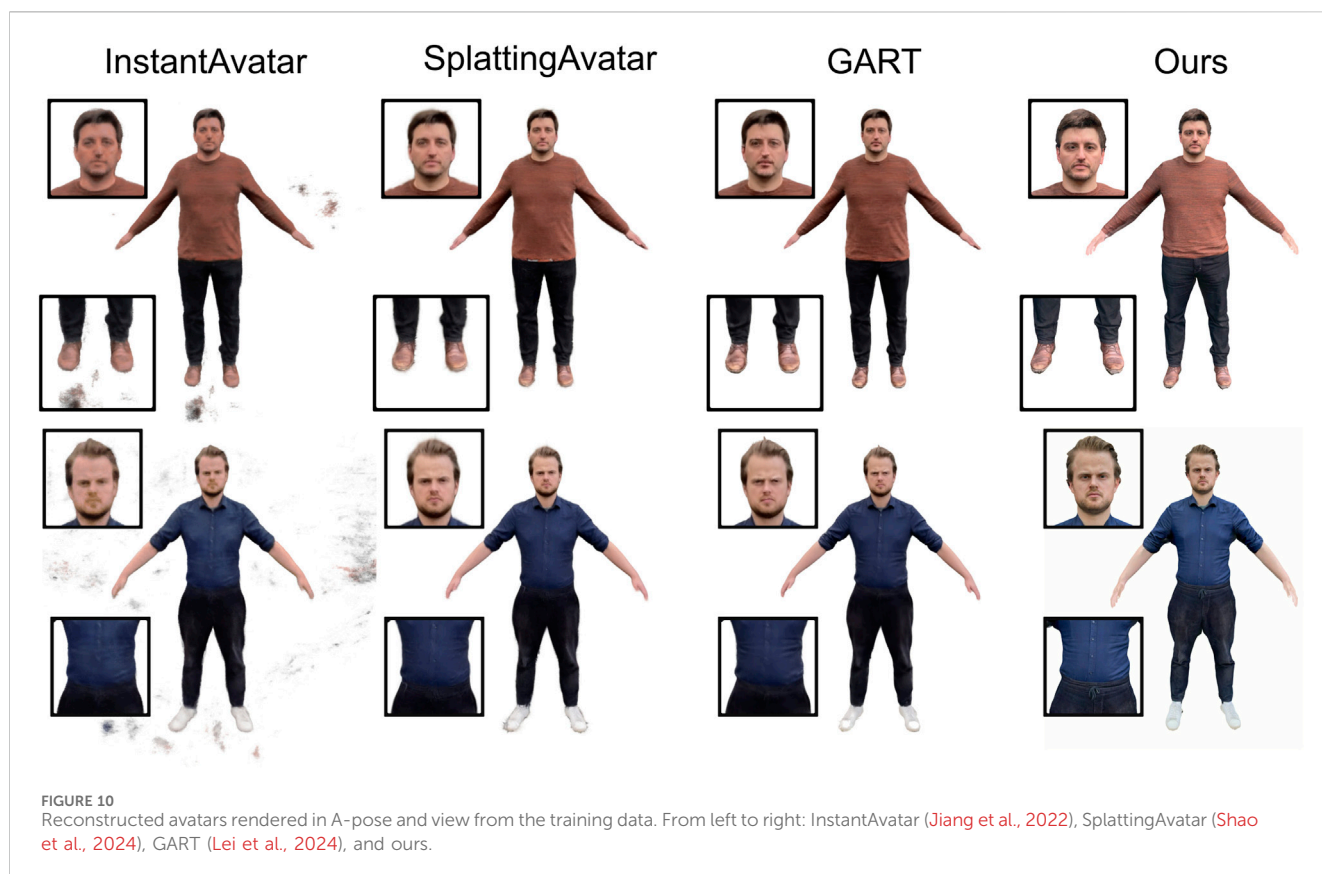 InstantAvatar SplattingAvatar GART Ours
FIGURE 10
Reconstructed avatars rendered in A-pose and view from the training data. From left to right: InstantAvatar (Jiang et al., 2022), SplattingAvatar (Shao
et al., 2024), GART (Lei et al., 2024), and ours.